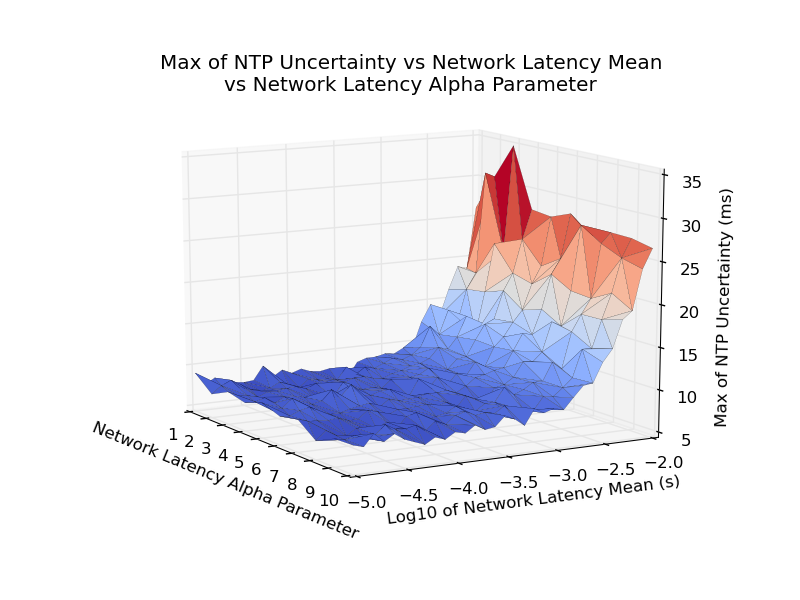 Max of NTP Uncertainty vs Network Latency Mean
vs Network Latency Alpha Parameter
35
30
25
20
15
10
5
Max of NTP Uncertainty (ms)
1 2 3 4 5 6 7 8 9 10
Network Latency Alpha Parameter
−5.0 −4.5 −4.0 −3.5 −3.0 −2.5 −2.0
Log10 of Network Latency Mean (s)